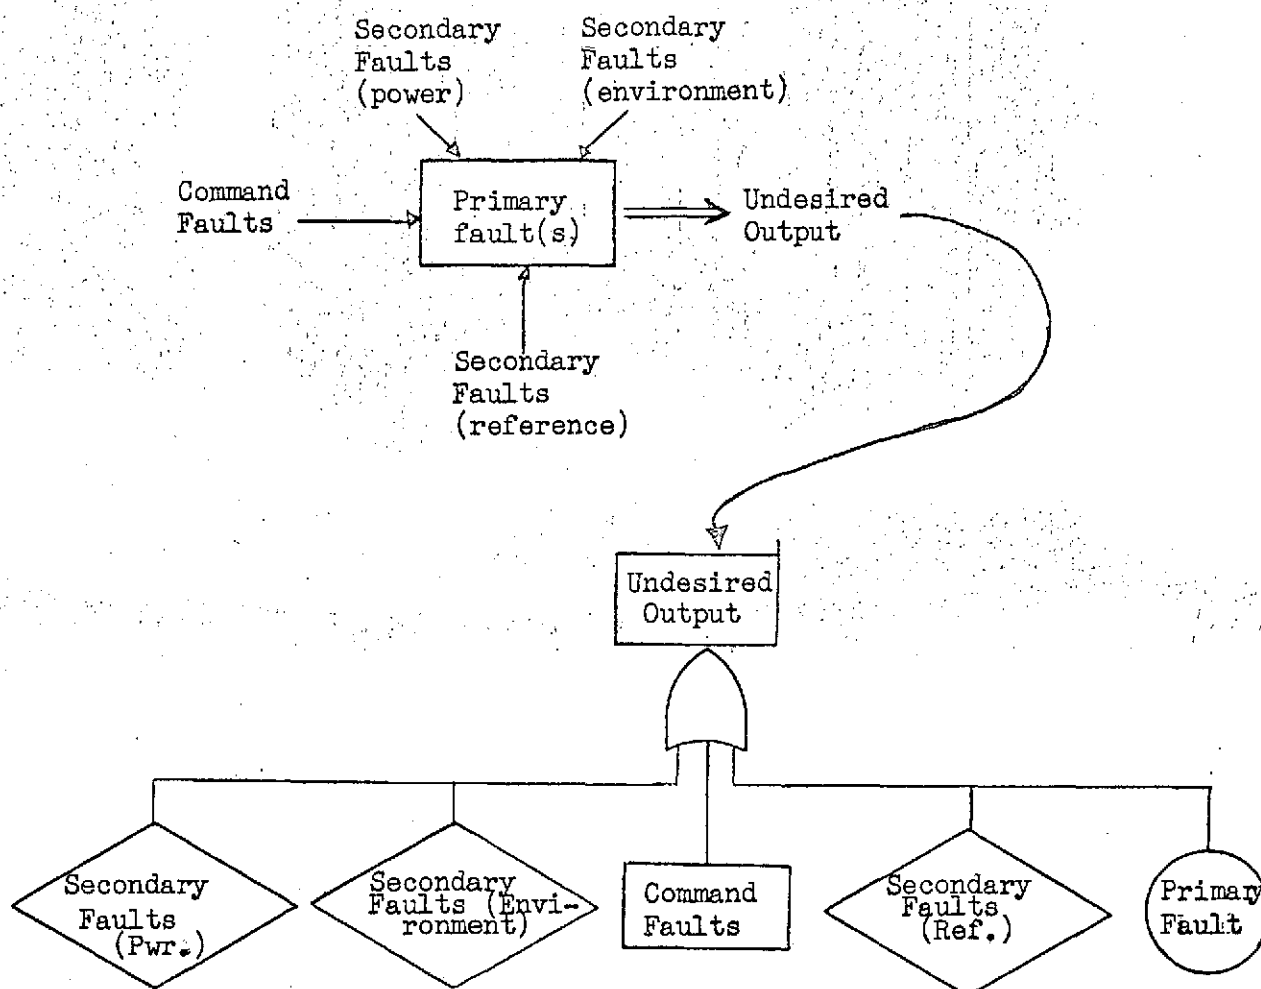 Secondary
Faults
(power)
Secondary
Faults
(environment)
Command
Faults
Primary
fault(s)
Undesired
Output
Secondary
Faults
(reference)
Undesired
Output
Secondary
Faults
(Pwr.)
Secondary
Faults (Envi-
ronment)
Command
Faults
Secondary
Faults
(Ref.)
Primary
Fault